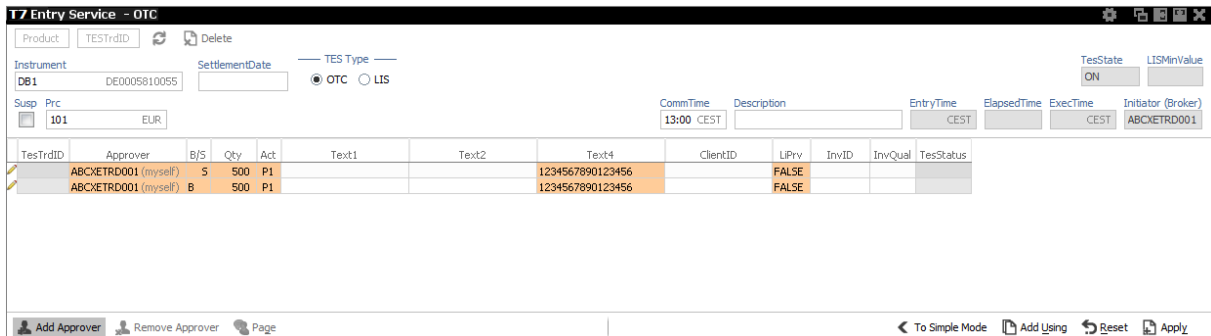 T7 Entry Service - OTC
Product TESTrdID Delete
Instrument SettlementDate TES Type TesState LISMinValue
DB1 DE0005810055 OTC LIS ON
Susp Prc CommTime Description EntryTime ElapsedTime ExecTime Initiator (Broker)
101 EUR 13:00 CEST CEST CEST ABCXETRD001
TesTrdID Approver B/S Qty Act Text1 Text2 Text4 ClientID LiPrv InvID InvQual TesStatus
ABCXETRD001 (myself) S 500 P1 1234567890123456 FALSE
ABCXETRD001 (myself) B 500 P1 1234567890123456 FALSE
Add Approver Remove Approver Page To Simple Mode Add Using Reset Apply